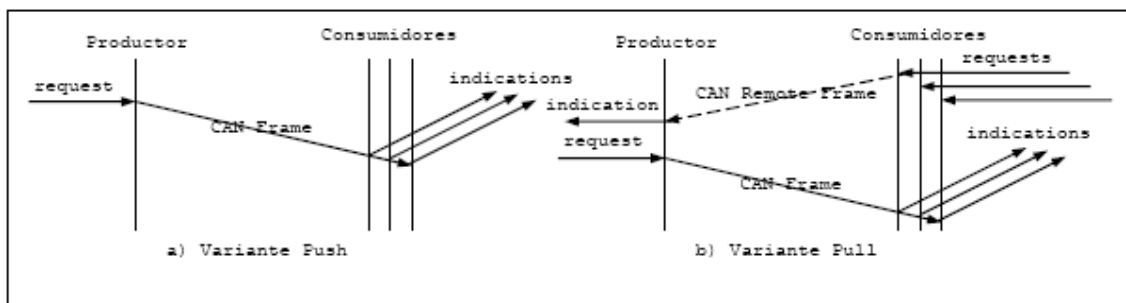 Productor
Consumidores
request
indications
CAN Frame
a) Variante Push
Productor
Consumidores
requests
CAN Remote Frame
indication
request
indications
CAN Frame
b) Variante Pull